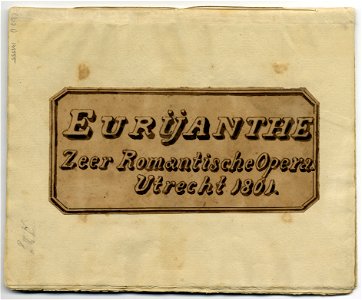 EURŸANTHE
Zeer Romantische Opera
Utrecht 1861.